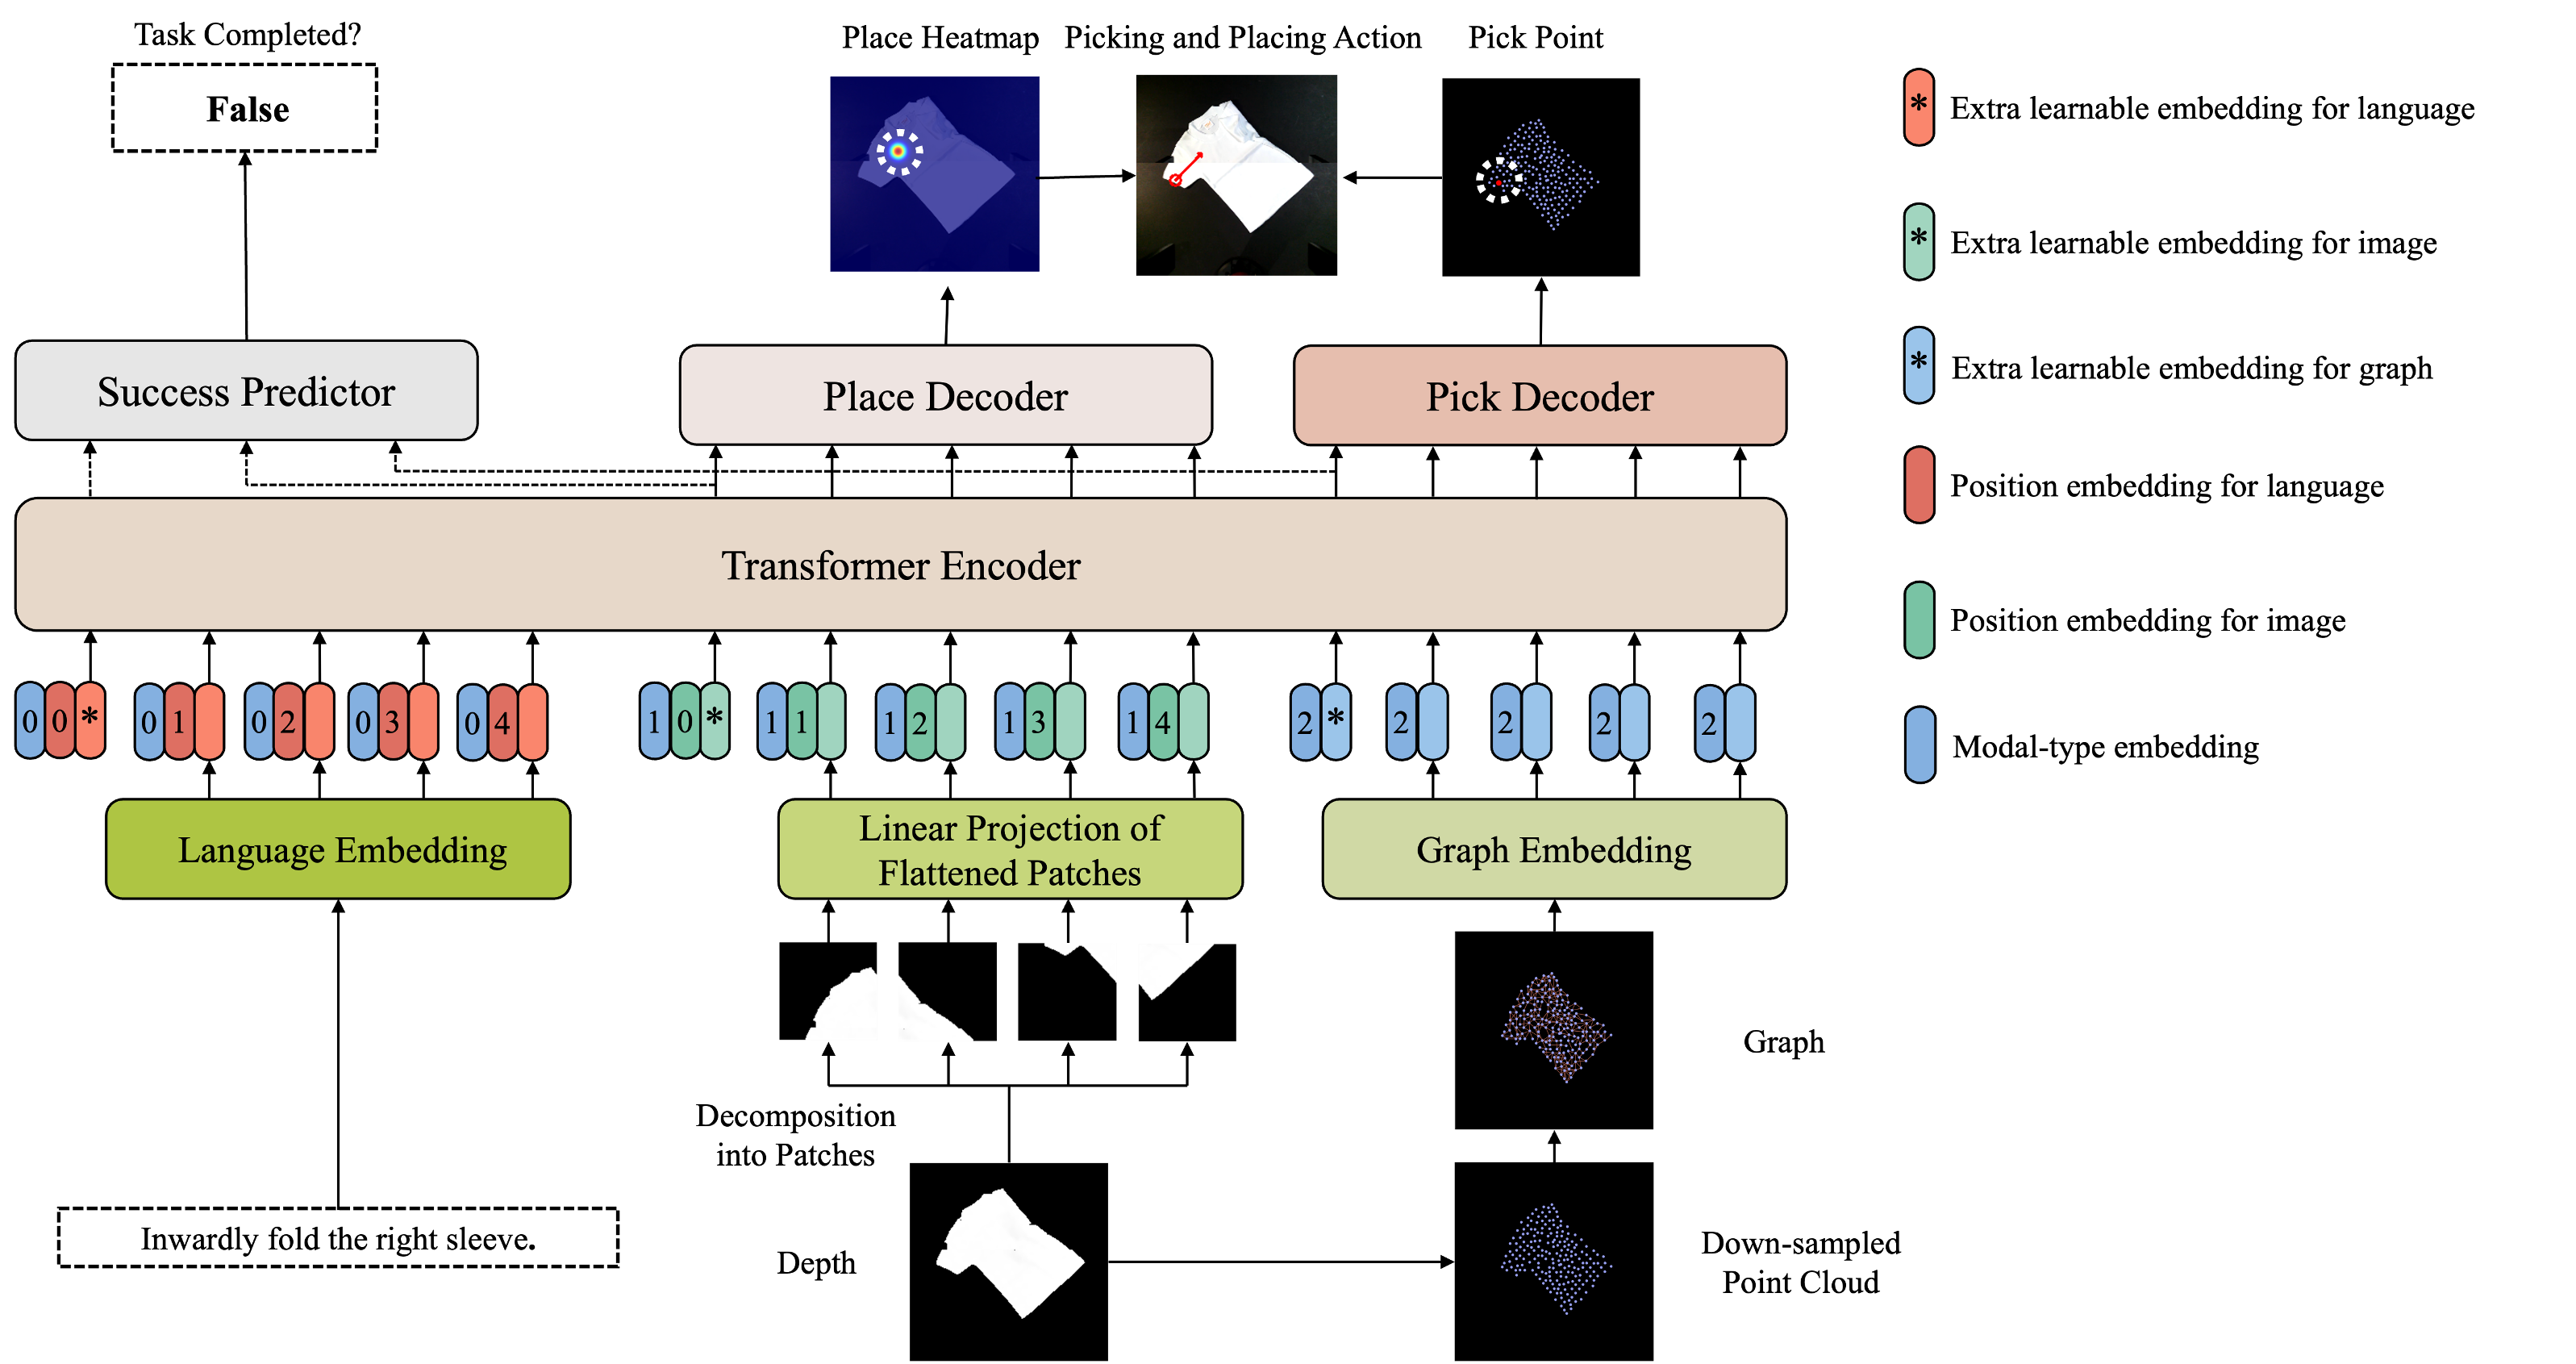 Task Completed?
False
Place Heatmap
Picking and Placing Action
Pick Point
Success Predictor
Place Decoder
Pick Decoder
Transformer Encoder
0 0 *
0 1
0 2
0 3
0 4
1 0 *
1 1
1 2
1 3
1 4
2 *
2
2
2
2
Language Embedding
Linear Projection of
Flattened Patches
Graph Embedding
Decomposition
into Patches
Graph
Inwardly fold the right sleeve.
Depth
Down-sampled
Point Cloud
* Extra learnable embedding for language
* Extra learnable embedding for image
* Extra learnable embedding for graph
Position embedding for language
Position embedding for image
Modal-type embedding